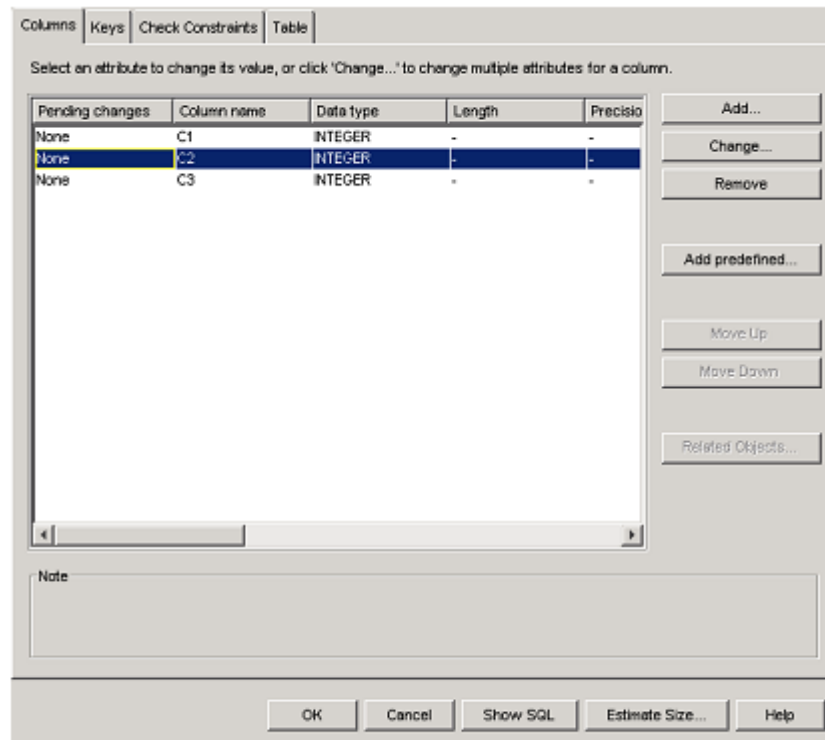 Columns Keys Check Constraints Table
Select an attribute to change its value, or click 'Change...' to change multiple attributes for a column.
Pending changes Column name Data type Length Precisio
None C1 INTEGER - -
None C2 INTEGER - -
None C3 INTEGER - -
Add...
Change...
Remove
Add predefined...
Move Up
Move Down
Related Objects...
Note
OK Cancel Show SQL Estimate Size... Help